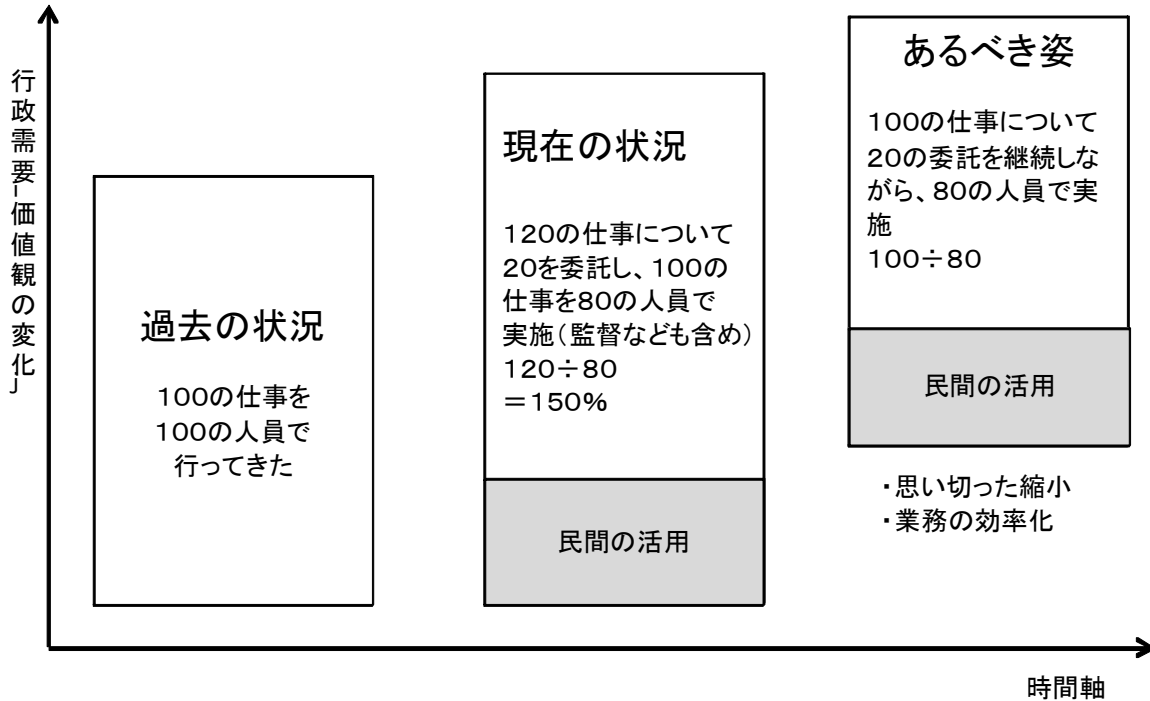 行政需要(価値観の変化)
過去の状況
100の仕事を
100の人員で
行ってきた
現在の状況
120の仕事について
20を委託し、100の
仕事を80の人員で
実施(監督なども含め)
120÷80
=150%
民間の活用
あるべき姿
100の仕事について
20の委託を継続しな
がら、80の人員で実
施
100÷80
民間の活用
・思い切った縮小
・業務の効率化
時間軸